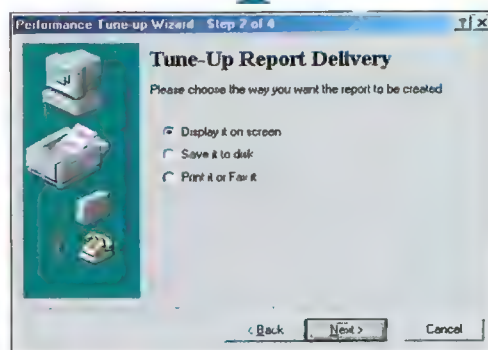 Performance Tune-up Wizard Step 2 of 4
Tune-Up Report Delivery
Please choose the way you want the report to be created
Display it on screen
Save it to disk
Print it or Fax it
< Back
Next >
Cancel